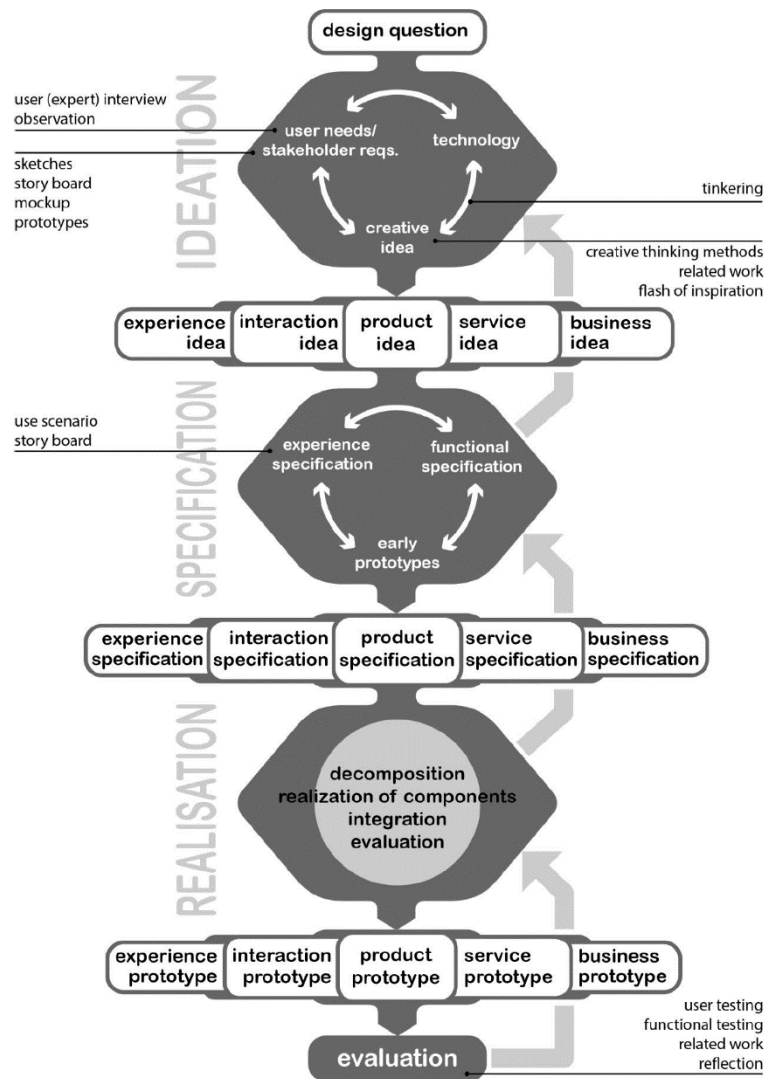 design question
IDEATION
user (expert) interview
observation
sketches
story board
mockup
prototypes
user needs/
stakeholder reqs.
technology
creative
idea
tinkering
creative thinking methods
related work
flash of inspiration
experience
idea
interaction
idea
product
idea
service
idea
business
idea
SPECIFICATION
use scenario
story board
experience
specification
functional
specification
early
prototypes
experience
specification
interaction
specification
product
specification
service
specification
business
specification
REALISATION
decomposition
realization of components
integration
evaluation
experience
prototype
interaction
prototype
product
prototype
service
prototype
business
prototype
evaluation
user testing
functional testing
related work
reflection